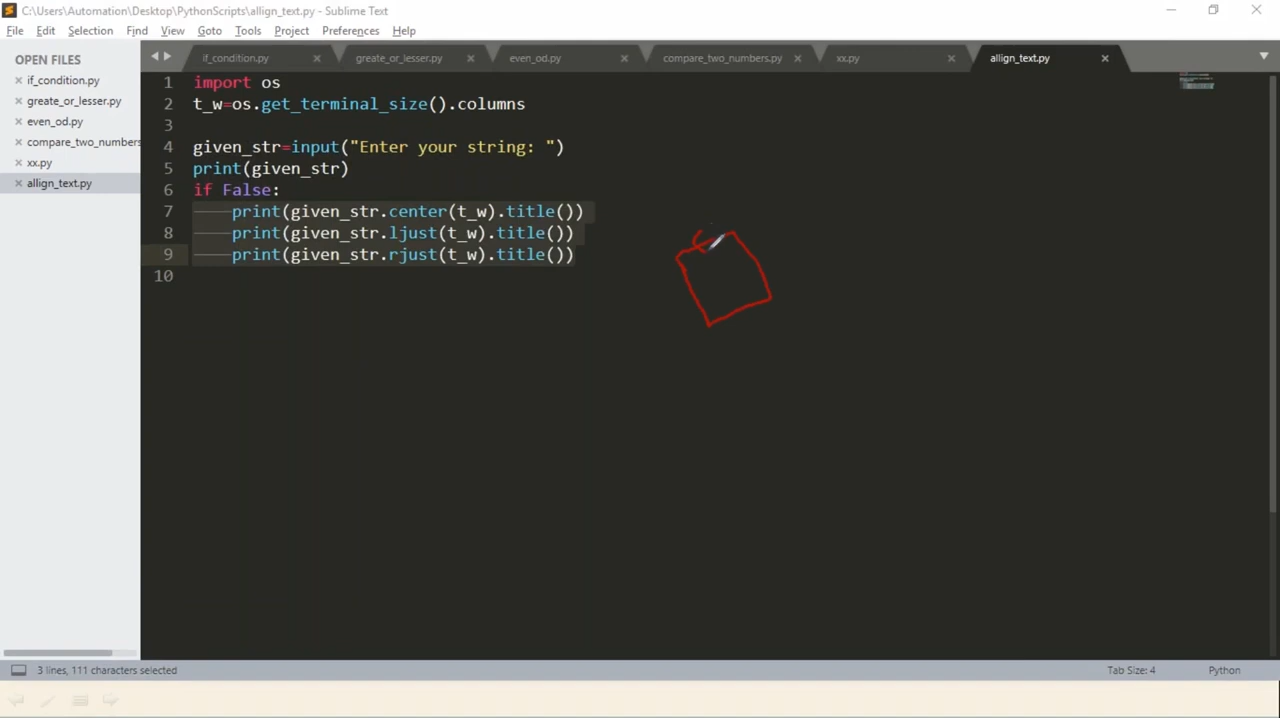 C:\Users\Automation\Desktop\PythonScripts\allign_text.py - Sublime Text
File Edit Selection Find View Goto Tools Project Preferences Help
OPEN FILES
if_condition.py
greate_or_lesser.py
even_od.py
compare_two_numbers
xx.py
allign_text.py
if_condition.py greate_or_lesser.py even_od.py compare_two_numbers.py xx.py allign_text.py
1 import os
2 t_w=os.get_terminal_size().columns
3
4 given_str=input("Enter your string: ")
5 print(given_str)
6 if False:
7 print(given_str.center(t_w).title())
8 print(given_str.ljust(t_w).title())
9 print(given_str.rjust(t_w).title())
10
3 lines, 111 characters selected Tab Size: 4 Python